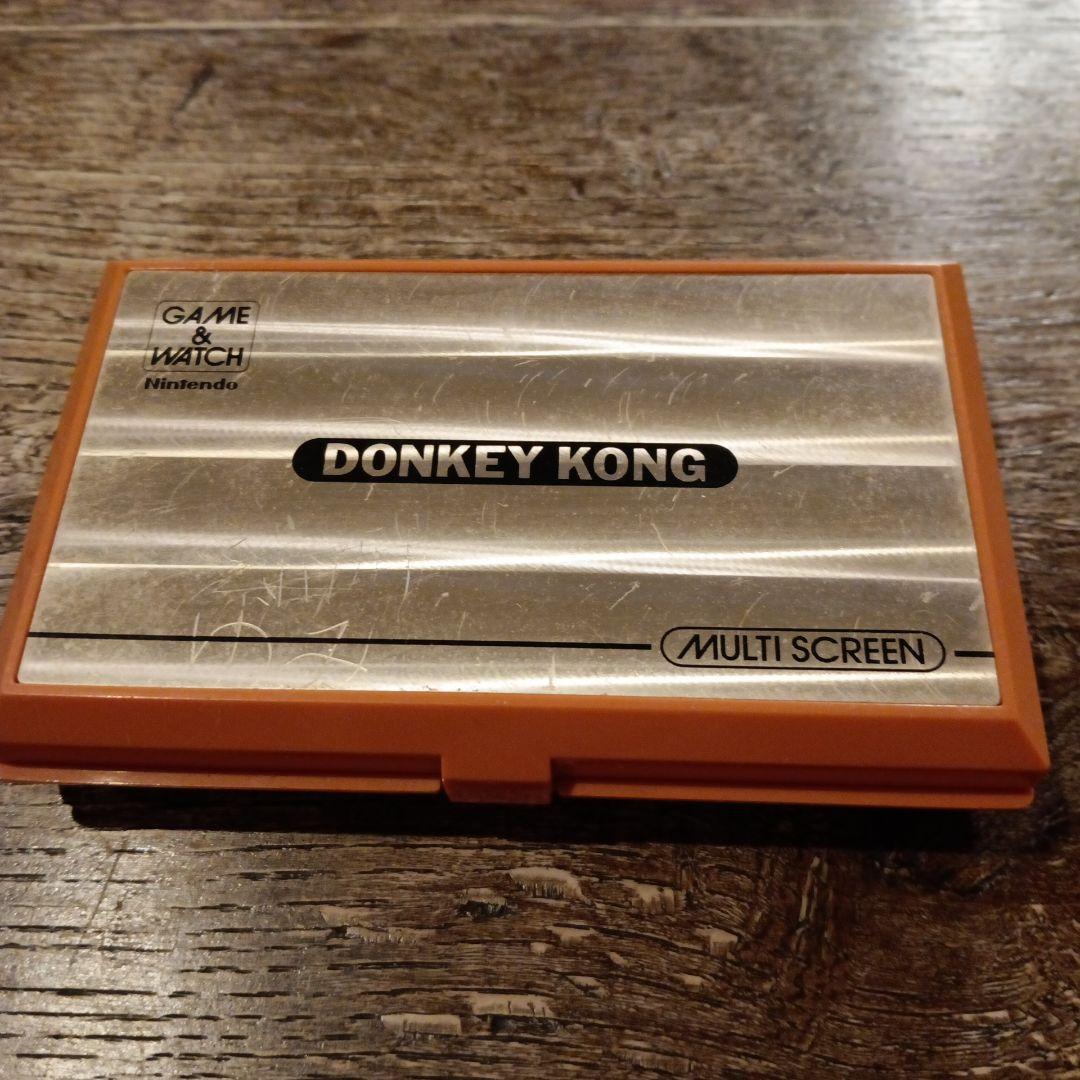 GAME
&
WATCH
Nintendo
DONKEY KONG
MULTI SCREEN